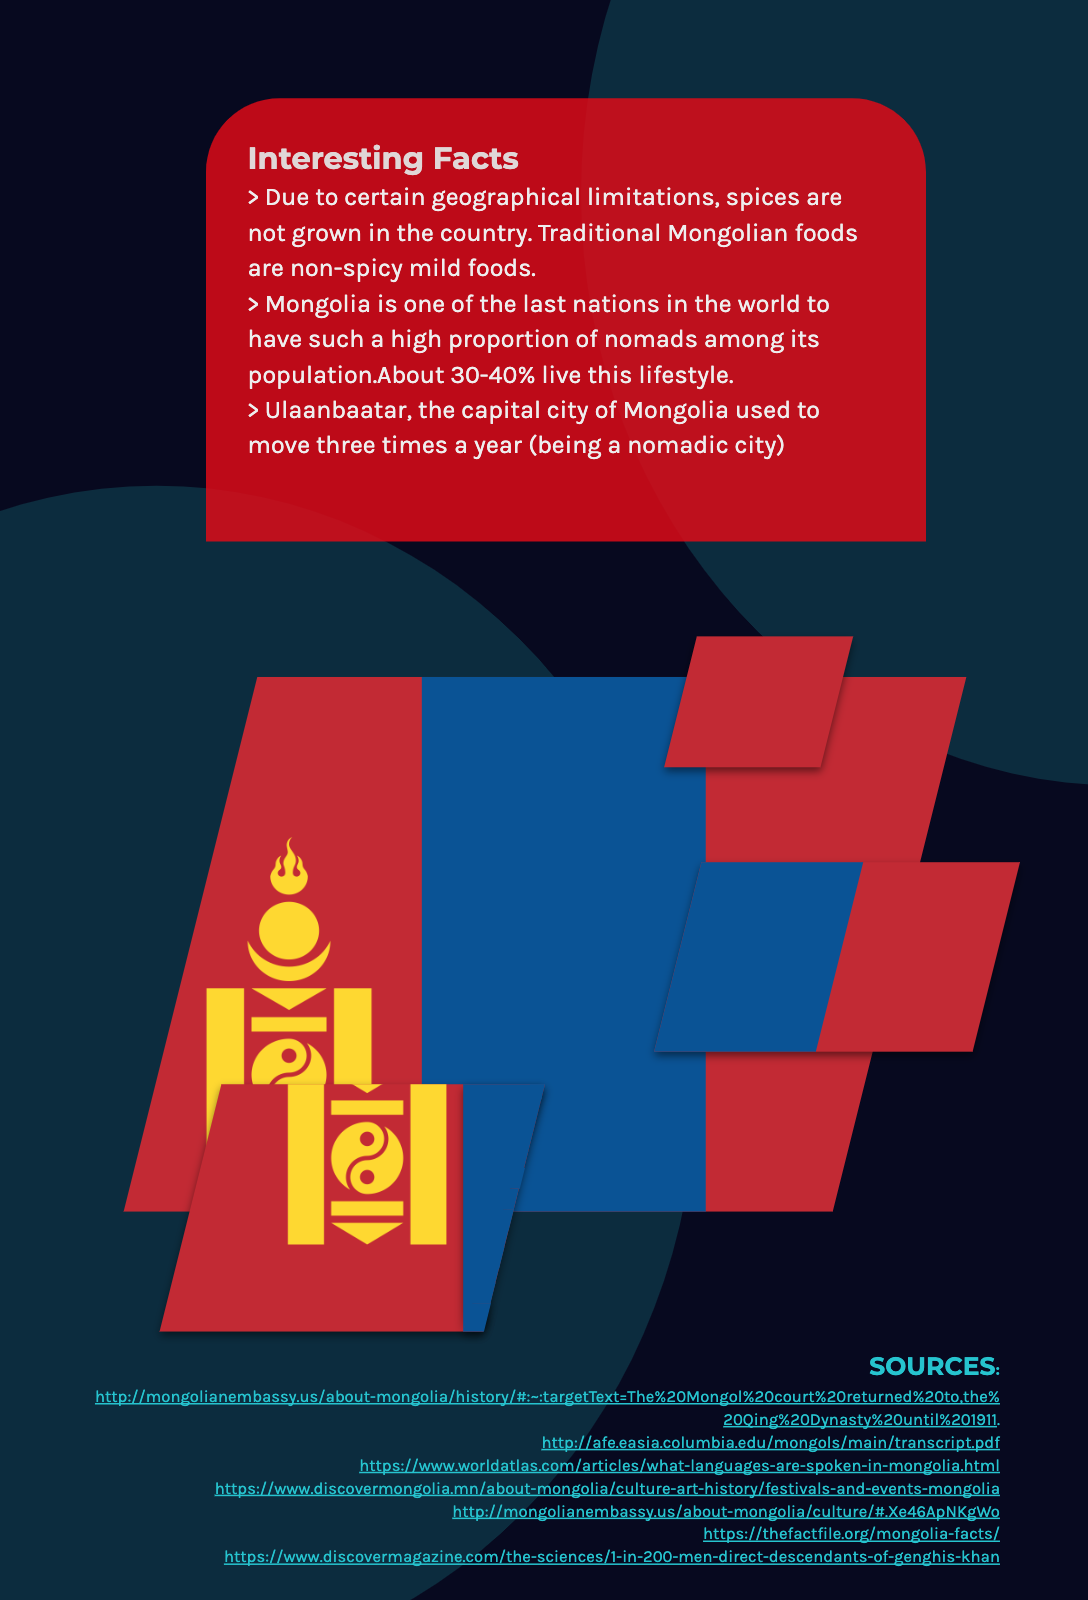 Interesting Facts
> Due to certain geographical limitations, spices are
not grown in the country. Traditional Mongolian foods
are non-spicy mild foods.
> Mongolia is one of the last nations in the world to
have such a high proportion of nomads among its
population.About 30-40% live this lifestyle.
> Ulaanbaatar, the capital city of Mongolia used to
move three times a year (being a nomadic city)
SOURCES:
http://mongolianembassy.us/about-mongolia/history/#:~:targetText=The%20Mongol%20court%20returned%20to,the%
20Qing%20Dynasty%20until%201911.
http://afe.easia.columbia.edu/mongols/main/transcript.pdf
https://www.worldatlas.com/articles/what-languages-are-spoken-in-mongolia.html
https://www.discovermongolia.mn/about-mongolia/culture-art-history/festivals-and-events-mongolia
http://mongolianembassy.us/about-mongolia/culture/#.Xe46ApNKgWo
https://thefactfile.org/mongolia-facts/
https://www.discovermagazine.com/the-sciences/1-in-200-men-direct-descendants-of-genghis-khan